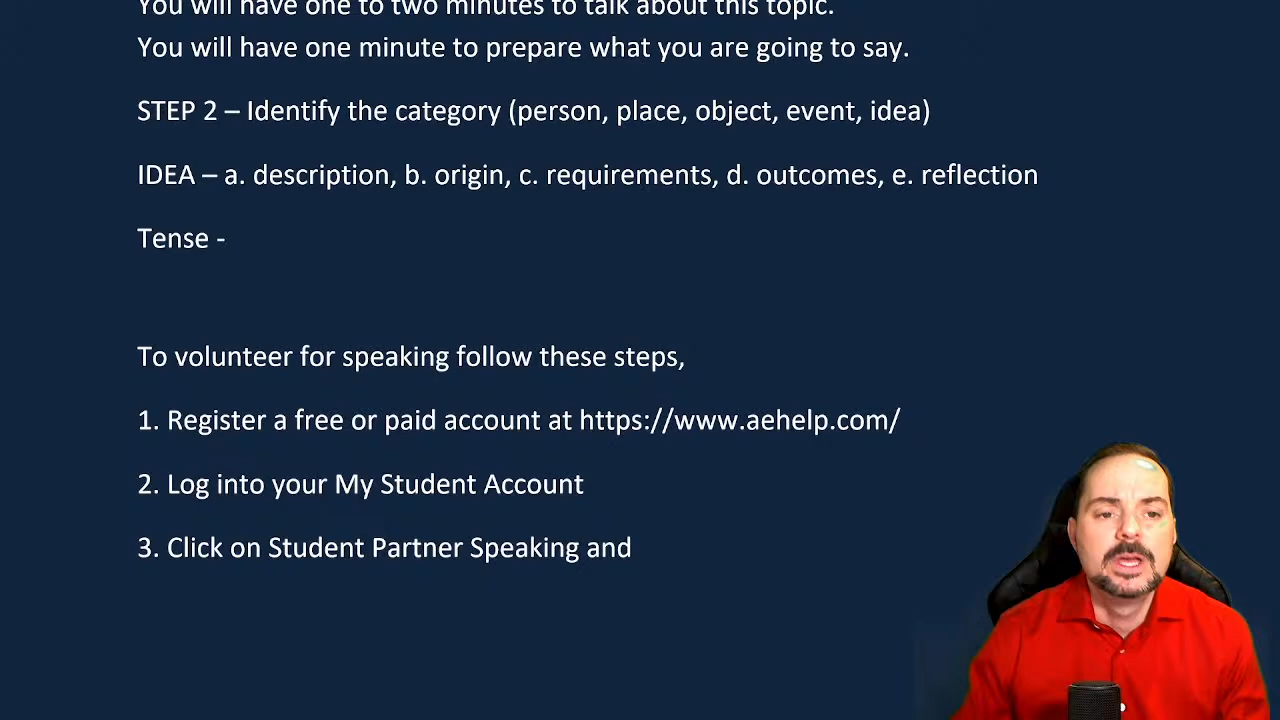 You will have one to two minutes to talk about this topic.
You will have one minute to prepare what you are going to say.
STEP 2 – Identify the category (person, place, object, event, idea)
IDEA – a. description, b. origin, c. requirements, d. outcomes, e. reflection
Tense -
To volunteer for speaking follow these steps,
1. Register a free or paid account at https://www.aehelp.com/
2. Log into your My Student Account
3. Click on Student Partner Speaking and